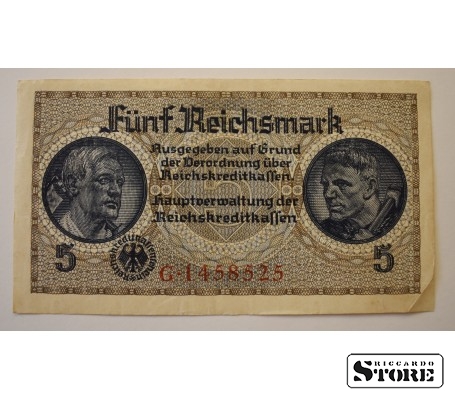 Fünf Reichsmark
Ausgegeben auf Grund
der Verordnung über
Reichskreditkassen.
Hauptverwaltung der
Reichskreditkassen
5
5
G·1458525
RICCARDO
STORE